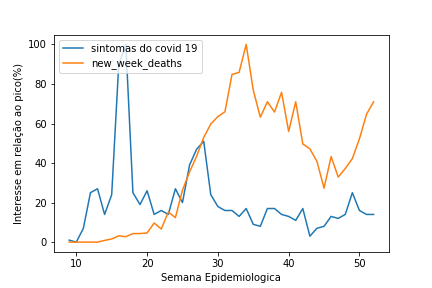 sintomas do covid 19
new_week_deaths
100
80
60
40
20
0
Interesse em relação ao pico(%)
10
20
30
40
50
Semana Epidemiologica